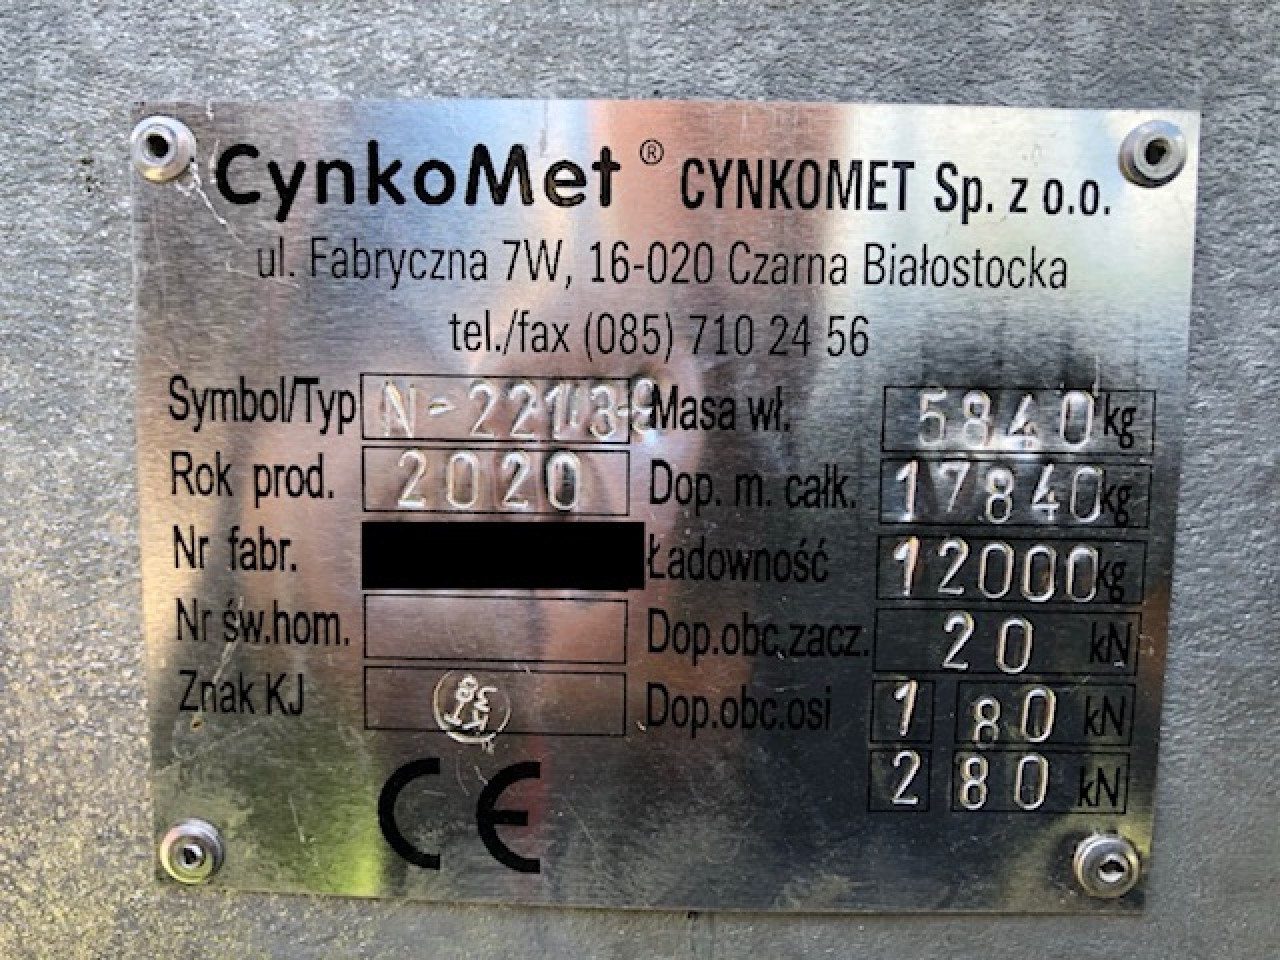 CynkoMet ® CYNKOMET Sp. z o.o.
ul. Fabryczna 7W, 16-020 Czarna Białostocka
tel./fax (085) 710 24 56
Symbol/Typ Masa wł. 5840 kg
Rok prod. 2020 Dop. m. całk. 17840 kg
Nr fabr. Ładowność 12000 kg
Nr św.hom. Dop.obc.zacz. 20 kN
Znak KJ Dop.obc.osi 1 80 kN
2 80 kN
CE